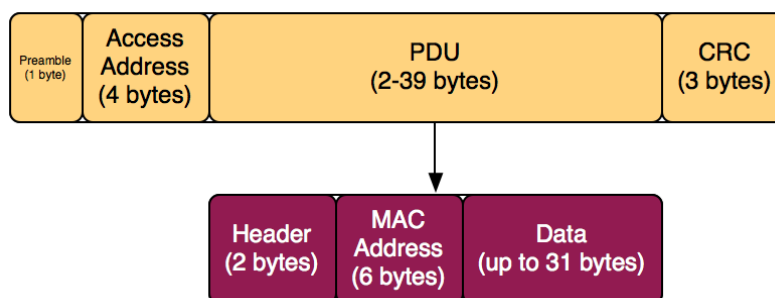 Preamble
(1 byte)
Access
Address
(4 bytes)
PDU
(2-39 bytes)
CRC
(3 bytes)
Header
(2 bytes)
MAC
Address
(6 bytes)
Data
(up to 31 bytes)